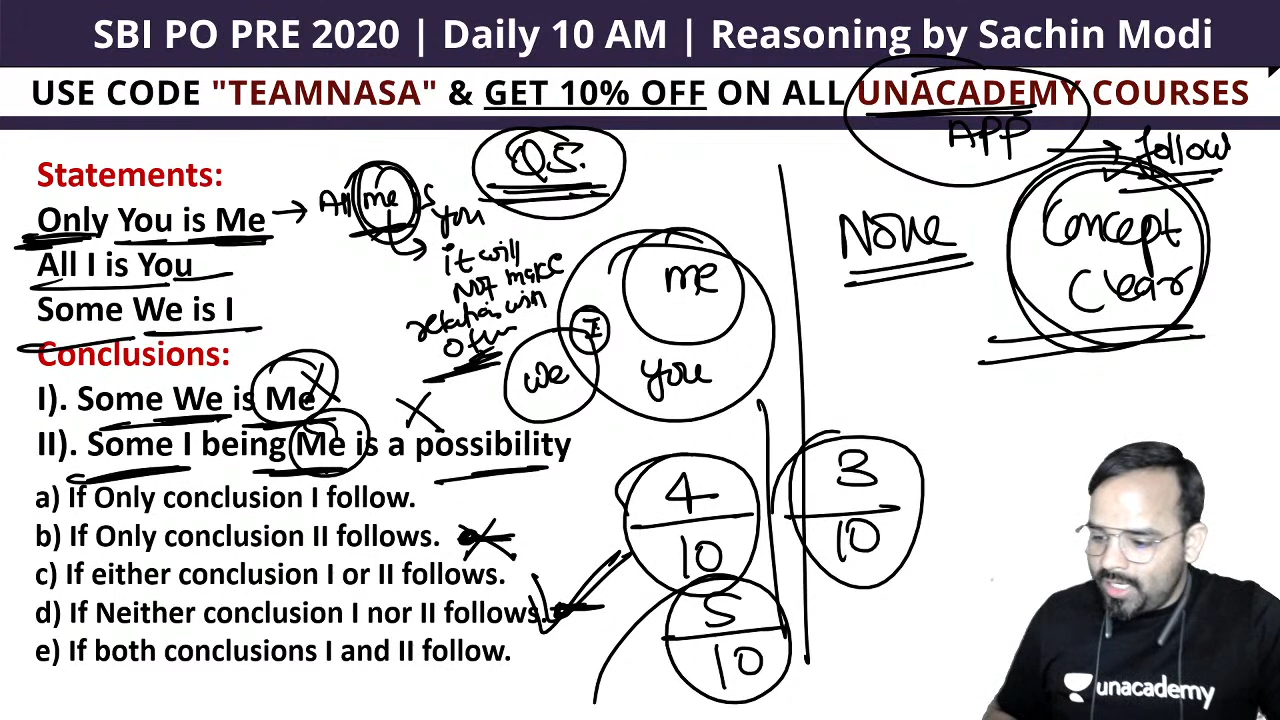 SBI PO PRE 2020 | Daily 10 AM | Reasoning by Sachin Modi
USE CODE "TEAMNASA" & GET 10% OFF ON ALL UNACADEMY COURSES
APP
follow
Q.S.
Statements:
Only You is Me
All me is you
it will
Not make
relation with
other
All I is You
Some We is I
Conclusions:
I). Some We is Me
II). Some I being Me is a possibility
a) If Only conclusion I follow.
b) If Only conclusion II follows.
c) If either conclusion I or II follows.
d) If Neither conclusion I nor II follows.
e) If both conclusions I and II follow.
me
I
we
you
None
Concept
Clear
4
10
5
10
3
10
unacademy